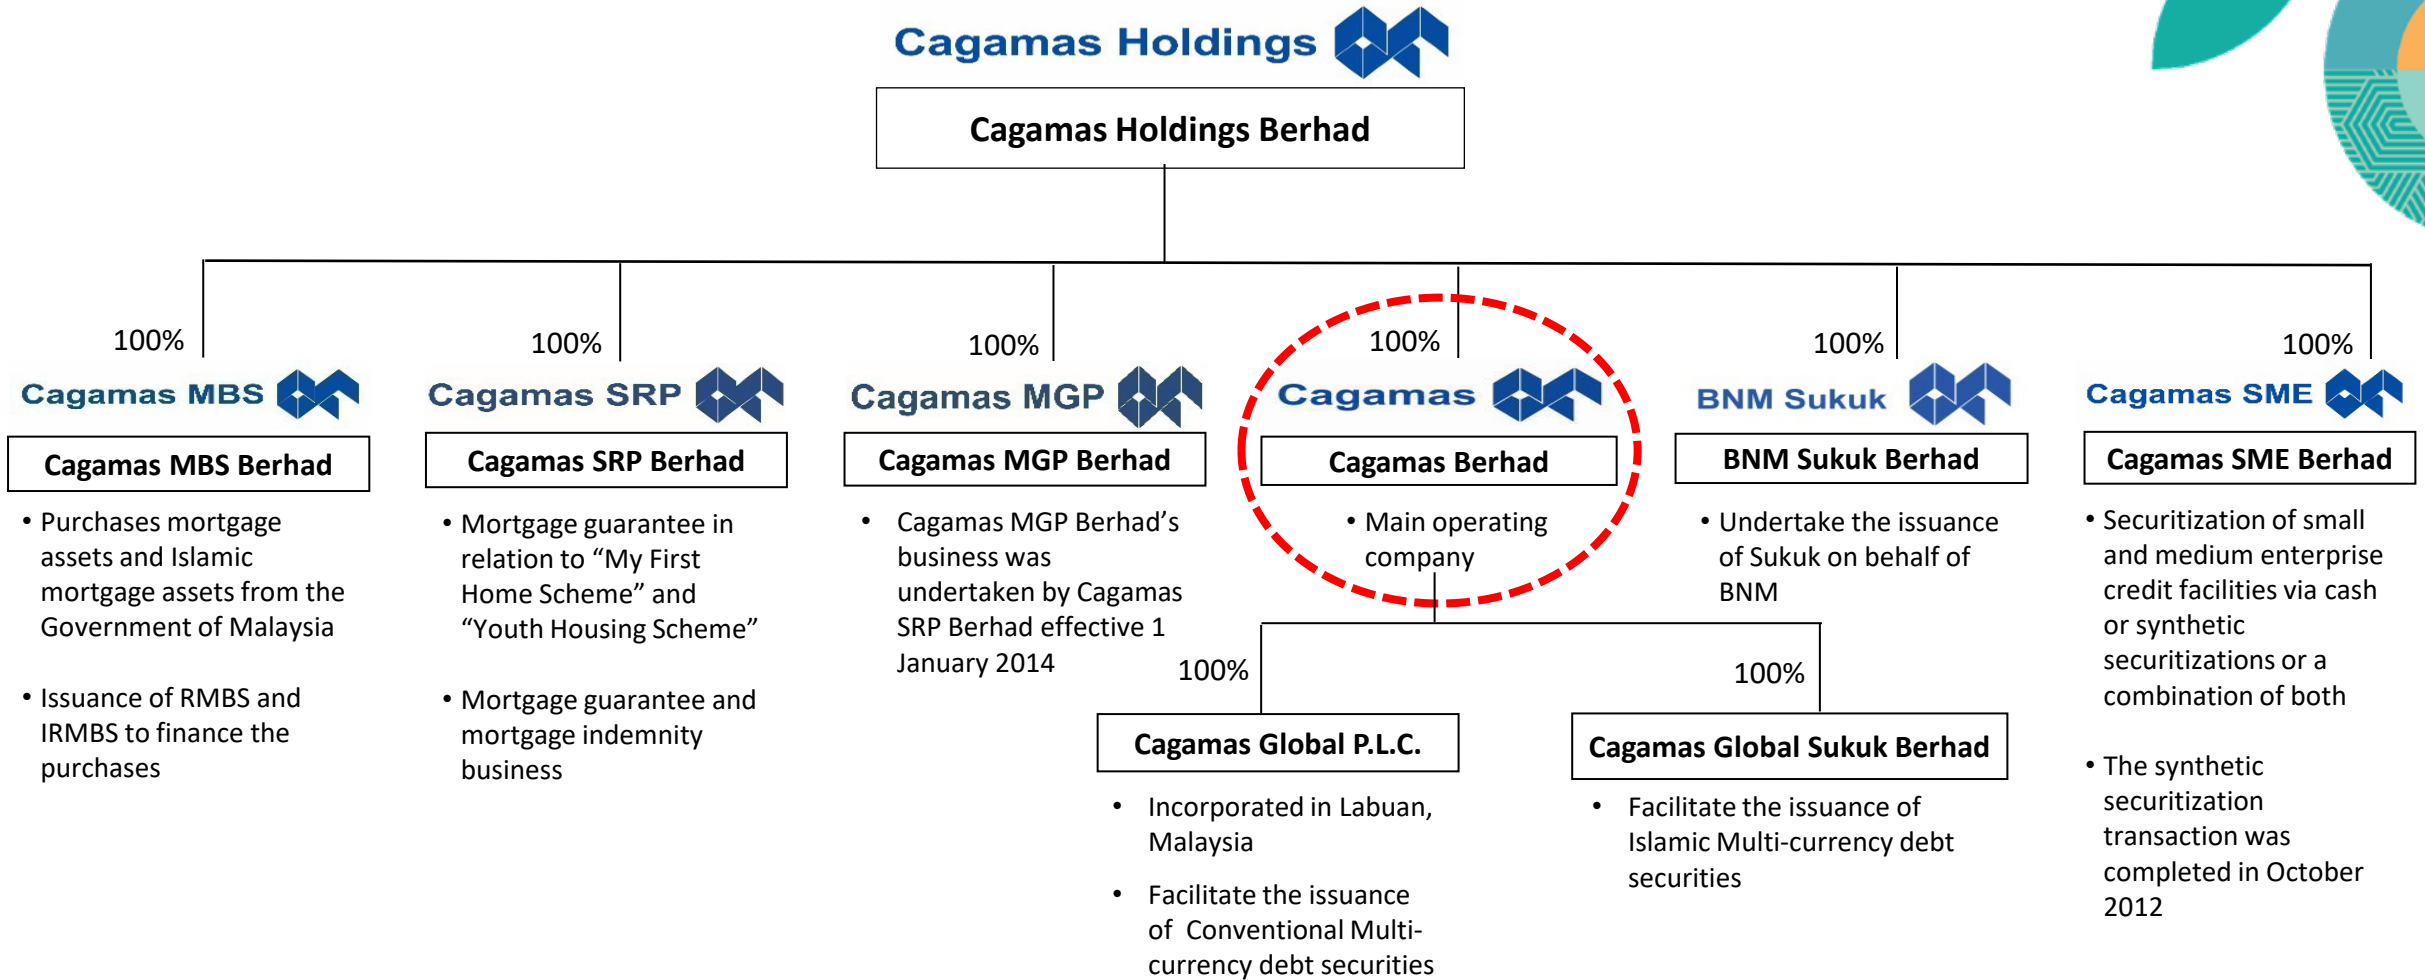 Cagamas Holdings
Cagamas Holdings Berhad
100%
Cagamas MBS
Cagamas MBS Berhad
• Purchases mortgage
assets and Islamic
mortgage assets from the
Government of Malaysia
• Issuance of RMBS and
IRMBS to finance the
purchases
100%
Cagamas SRP
Cagamas SRP Berhad
• Mortgage guarantee in
relation to “My First
Home Scheme” and
“Youth Housing Scheme”
• Mortgage guarantee and
mortgage indemnity
business
100%
Cagamas MGP
Cagamas MGP Berhad
• Cagamas MGP Berhad’s
business was
undertaken by Cagamas
SRP Berhad effective 1
January 2014
100%
Cagamas
Cagamas Berhad
• Main operating
company
100%
Cagamas Global P.L.C.
• Incorporated in Labuan,
Malaysia
• Facilitate the issuance
of Conventional Multi-
currency debt securities
100%
Cagamas Global Sukuk Berhad
• Facilitate the issuance of
Islamic Multi-currency debt
securities
100%
BNM Sukuk
BNM Sukuk Berhad
• Undertake the issuance
of Sukuk on behalf of
BNM
100%
Cagamas SME
Cagamas SME Berhad
• Securitization of small
and medium enterprise
credit facilities via cash
or synthetic
securitizations or a
combination of both
• The synthetic
securitization
transaction was
completed in October
2012